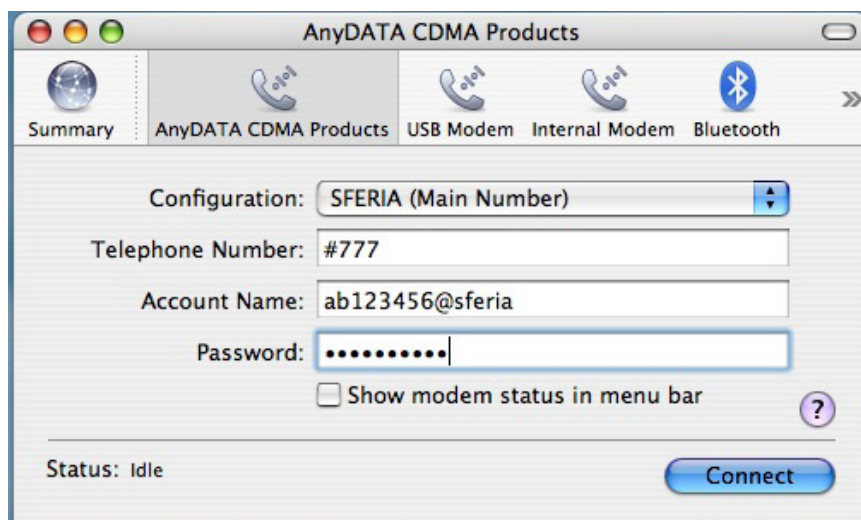 AnyDATA CDMA Products
Summary AnyDATA CDMA Products USB Modem Internal Modem Bluetooth
Configuration: SFERIA (Main Number)
Telephone Number: #777
Account Name: ab123456@sferia
Password: ••••••••••
Show modem status in menu bar
?
Status: Idle
Connect